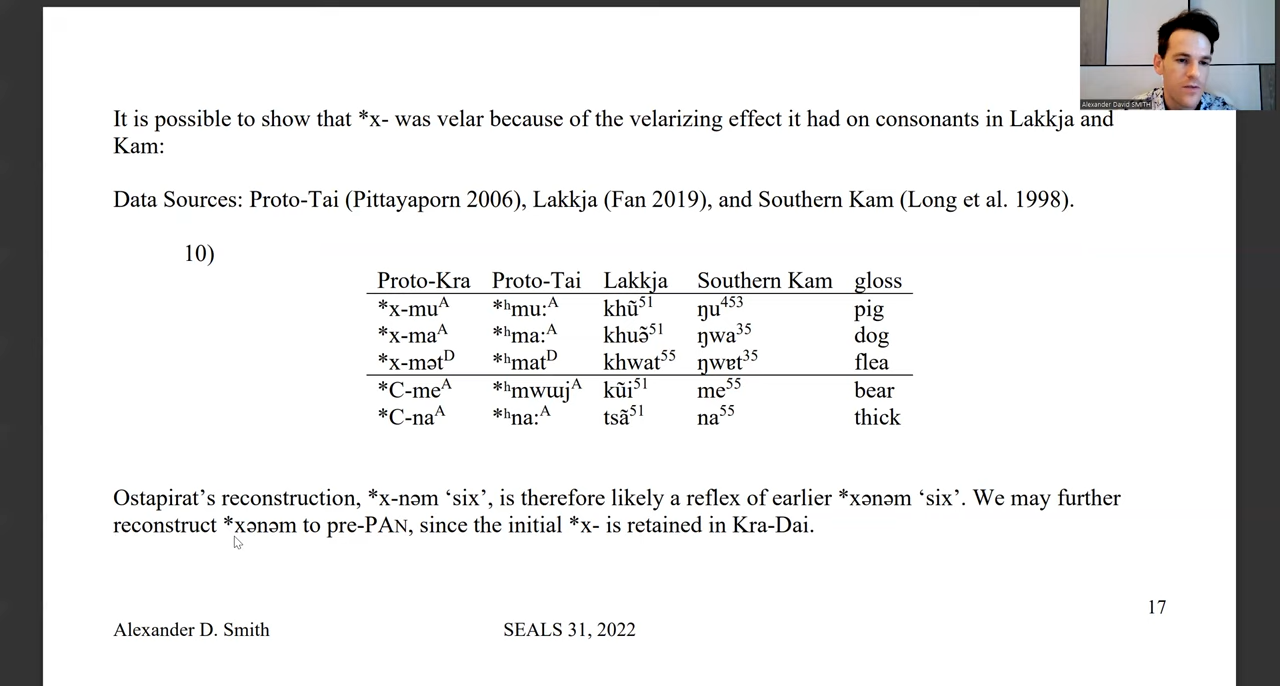 Alexander David SMITH
It is possible to show that *x- was velar because of the velarizing effect it had on consonants in Lakkja and
Kam:
Data Sources: Proto-Tai (Pittayaporn 2006), Lakkja (Fan 2019), and Southern Kam (Long et al. 1998).
10)
Proto-Kra Proto-Tai Lakkja Southern Kam gloss
*x-muᴬ *ʰmu:ᴬ khũ⁵¹ ŋu⁴⁵³ pig
*x-maᴬ *ʰma:ᴬ khuə̃⁵¹ ŋwa³⁵ dog
*x-mətᴰ *ʰmatᴰ khwat⁵⁵ ŋwɐt³⁵ flea
*C-meᴬ *ʰmwɯjᴬ kũi⁵¹ me⁵⁵ bear
*C-naᴬ *ʰna:ᴬ tsã⁵¹ na⁵⁵ thick
Ostapirat’s reconstruction, *x-nəm ‘six’, is therefore likely a reflex of earlier *xənəm ‘six’. We may further
reconstruct *xənəm to pre-PAN, since the initial *x- is retained in Kra-Dai.
17
Alexander D. Smith SEALS 31, 2022